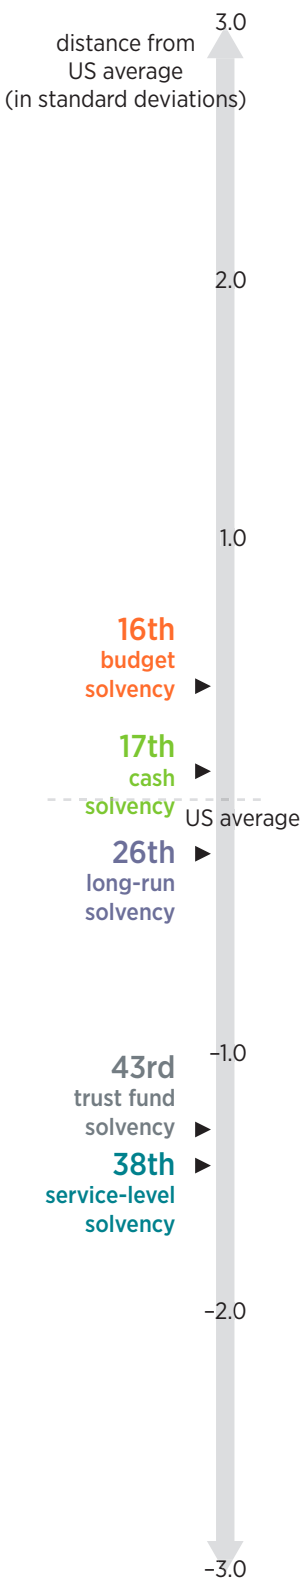 3.0
distance from
US average
(in standard deviations)
2.0
1.0
16th
budget
solvency
17th
cash
solvency
US average
26th
long-run
solvency
–1.0
43rd
trust fund
solvency
38th
service-level
solvency
–2.0
–3.0